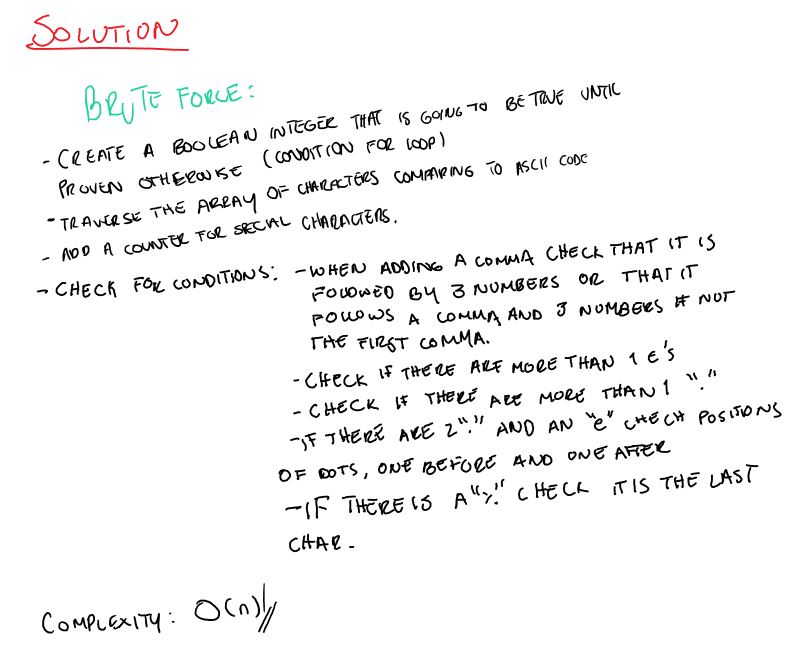 SOLUTION
BRUTE FORCE:
- CREATE A BOOLEAN INTEGER THAT IS GOING TO BE TRUE UNTIL
PROVEN OTHERWISE (CONDITION FOR LOOP)
- TRAVERSE THE ARRAY OF CHARACTERS COMPARING TO ASCII CODE
- ADD A COUNTER FOR SPECIAL CHARACTERS.
- CHECK FOR CONDITIONS: - WHEN ADDING A COMMA CHECK THAT IT IS
FOLLOWED BY 3 NUMBERS OR THAT IT
FOLLOWS A COMMA AND 3 NUMBERS IF NOT
THE FIRST COMMA.
- CHECK IF THERE ARE MORE THAN 1 e's
- CHECK IF THERE ARE MORE THAN 1 "."
- IF THERE ARE 2 "." AND AN "e" CHECH POSITIONS
OF DOTS, ONE BEFORE AND ONE AFTER
- IF THERE IS A "%" CHECK IT IS THE LAST
CHAR.
COMPLEXITY: O(n)